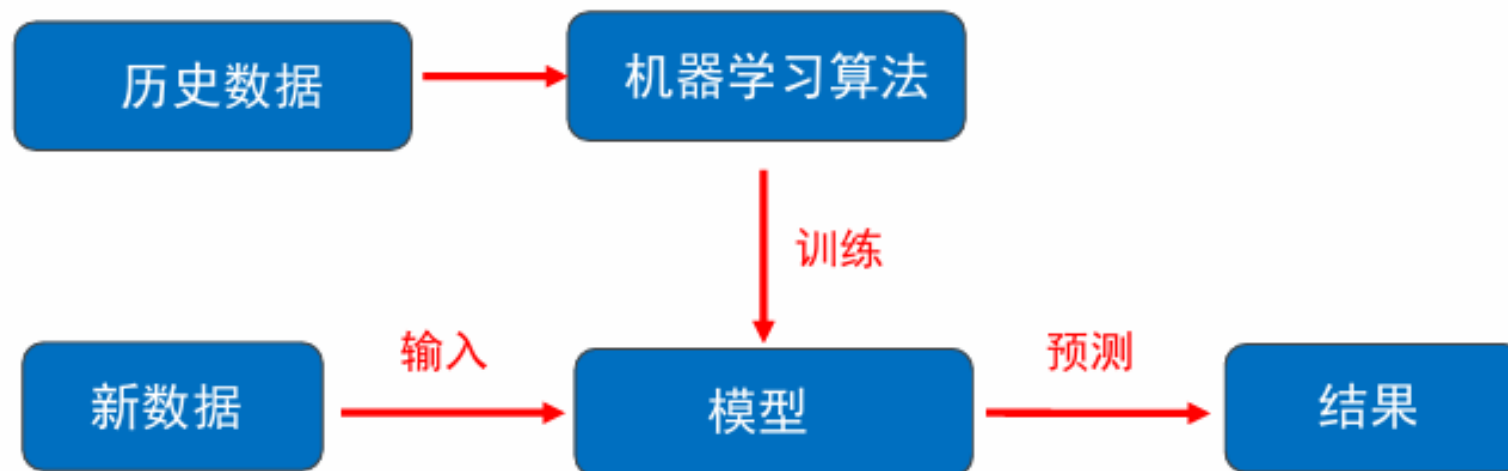 历史数据
机器学习算法
训练
输入
预测
新数据
模型
结果